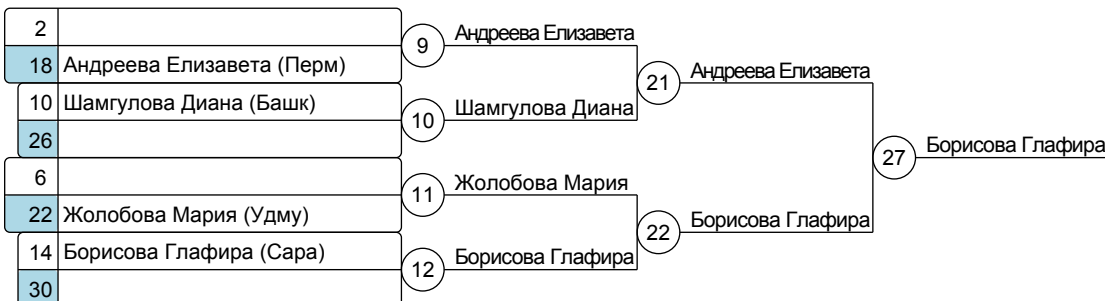 2
18 Андреева Елизавета (Перм)
10 Шамгулова Диана (Башк)
26
6
22 Жолобова Мария (Удму)
14 Борисова Глафира (Сара)
30
9 Андреева Елизавета
10 Шамгулова Диана
11 Жолобова Мария
12 Борисова Глафира
21 Андреева Елизавета
22 Борисова Глафира
27 Борисова Глафира